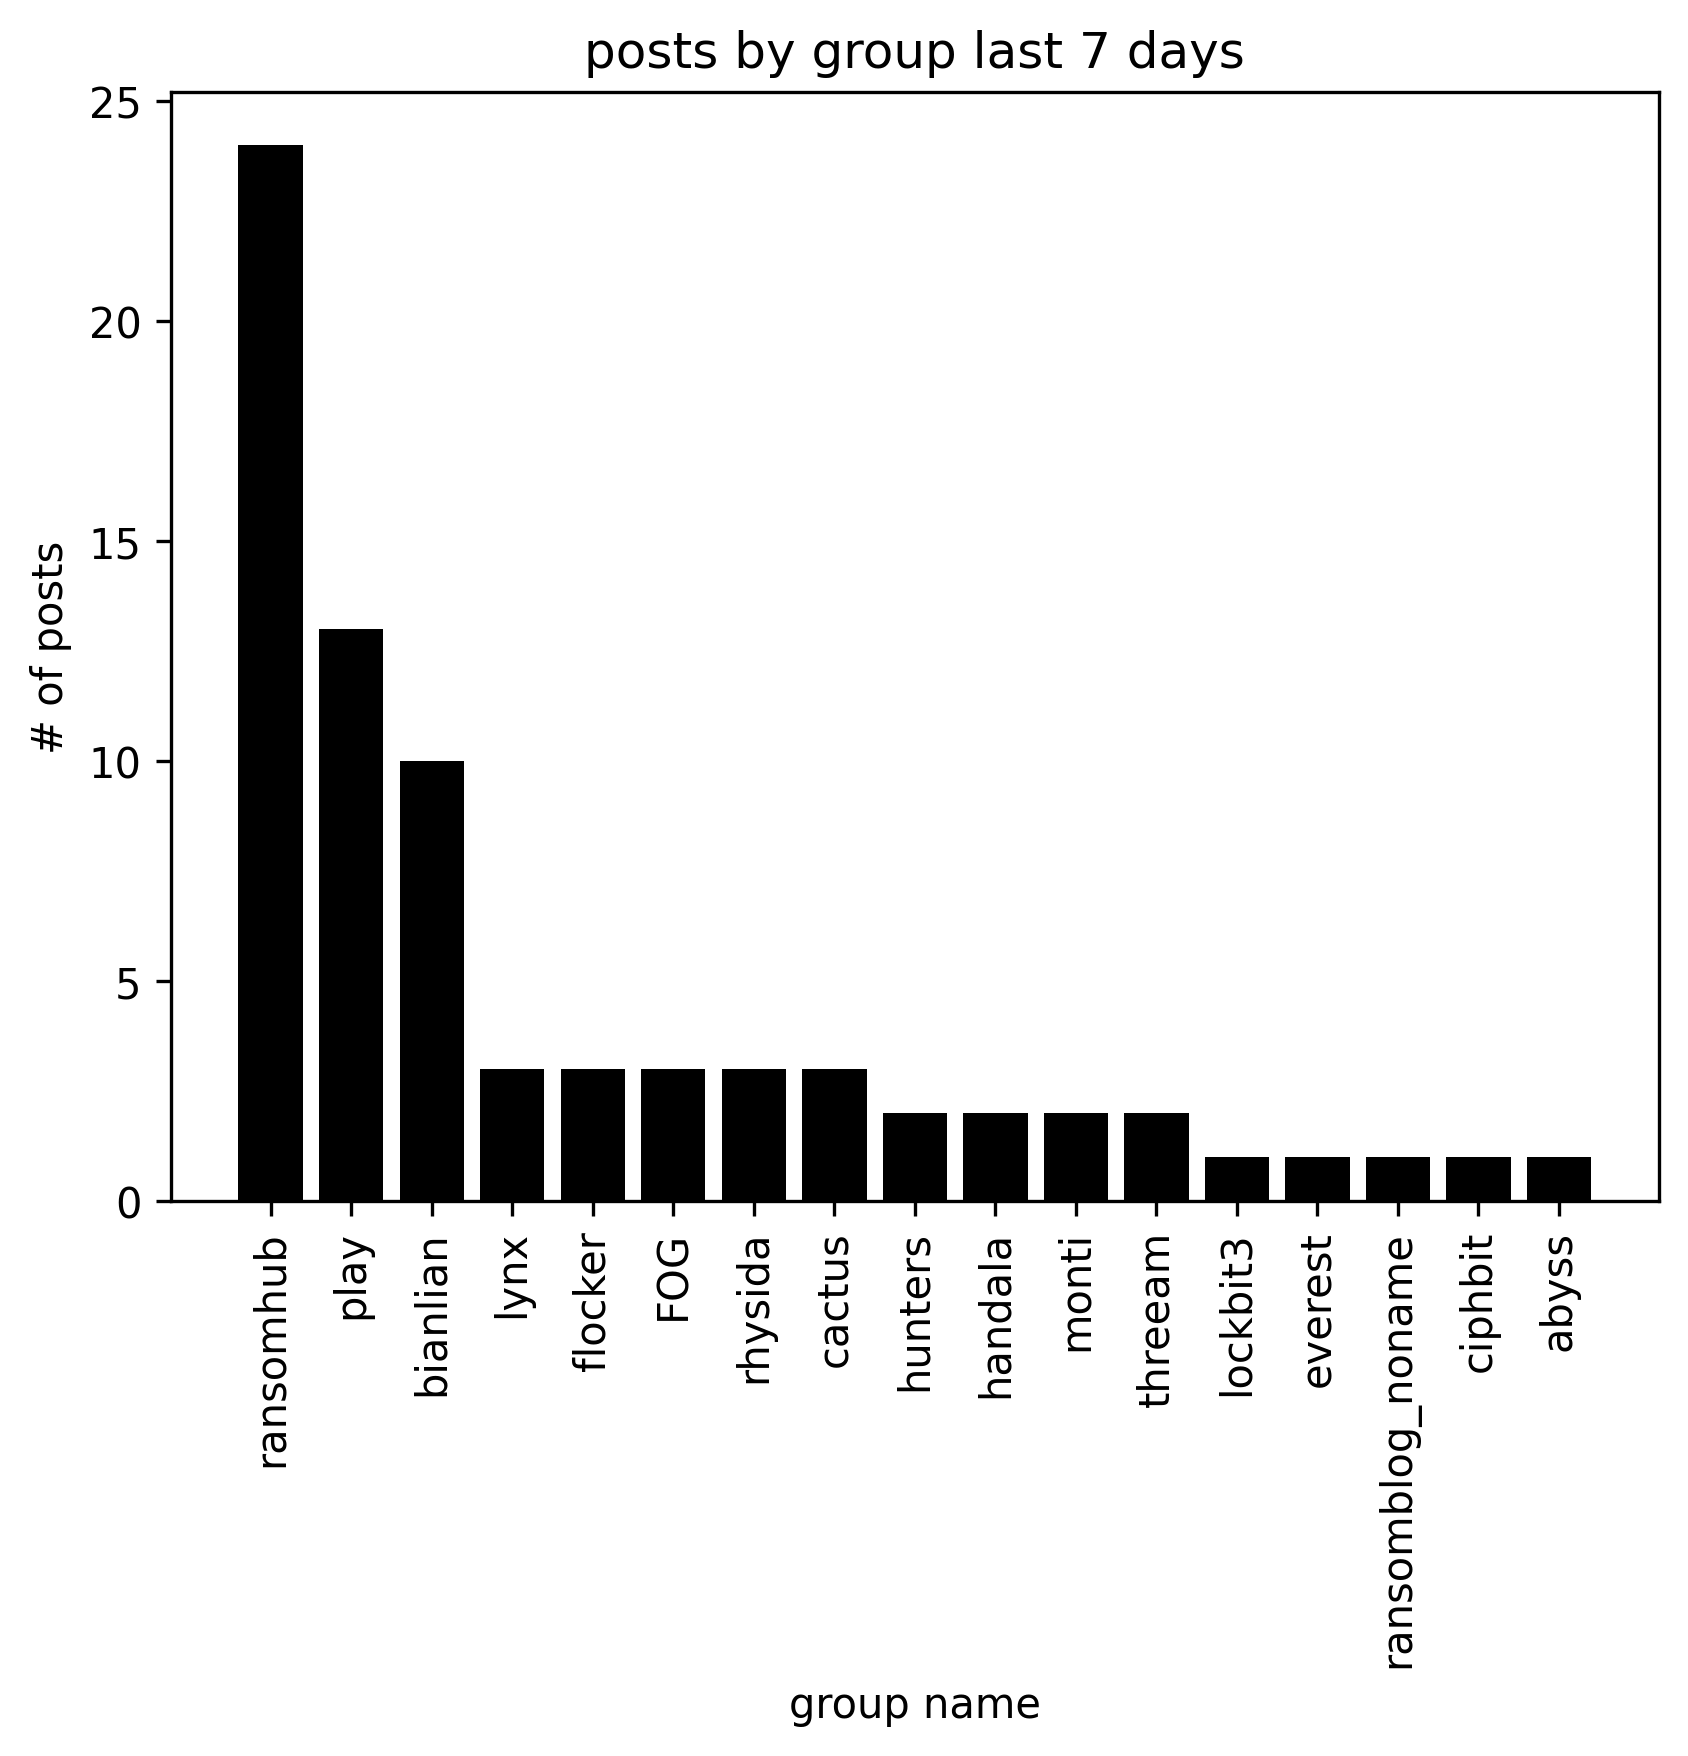 posts by group last 7 days
# of posts
25
20
15
10
5
0
ransomhub
play
bianlian
lynx
flocker
FOG
rhysida
cactus
hunters
handala
monti
threeam
lockbit3
everest
ransomblog_noname
ciphbit
abyss
group name